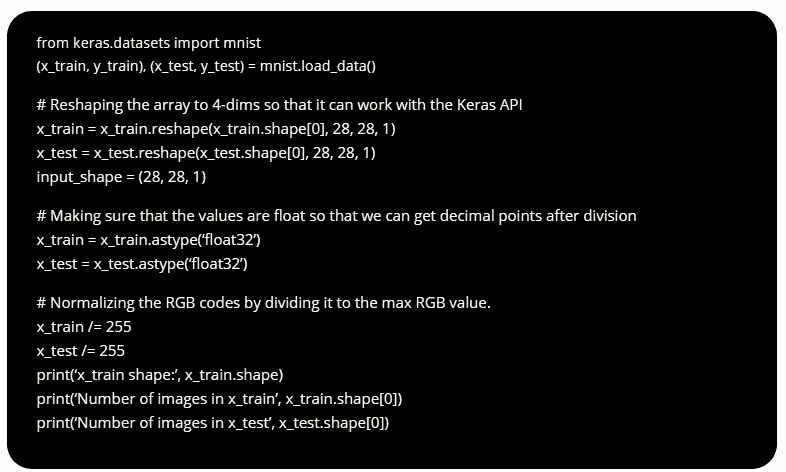 from keras.datasets import mnist
(x_train, y_train), (x_test, y_test) = mnist.load_data()
# Reshaping the array to 4-dims so that it can work with the Keras API
x_train = x_train.reshape(x_train.shape[0], 28, 28, 1)
x_test = x_test.reshape(x_test.shape[0], 28, 28, 1)
input_shape = (28, 28, 1)
# Making sure that the values are float so that we can get decimal points after division
x_train = x_train.astype(‘float32’)
x_test = x_test.astype(‘float32’)
# Normalizing the RGB codes by dividing it to the max RGB value.
x_train /= 255
x_test /= 255
print(‘x_train shape:’, x_train.shape)
print(‘Number of images in x_train’, x_train.shape[0])
print(‘Number of images in x_test’, x_test.shape[0])